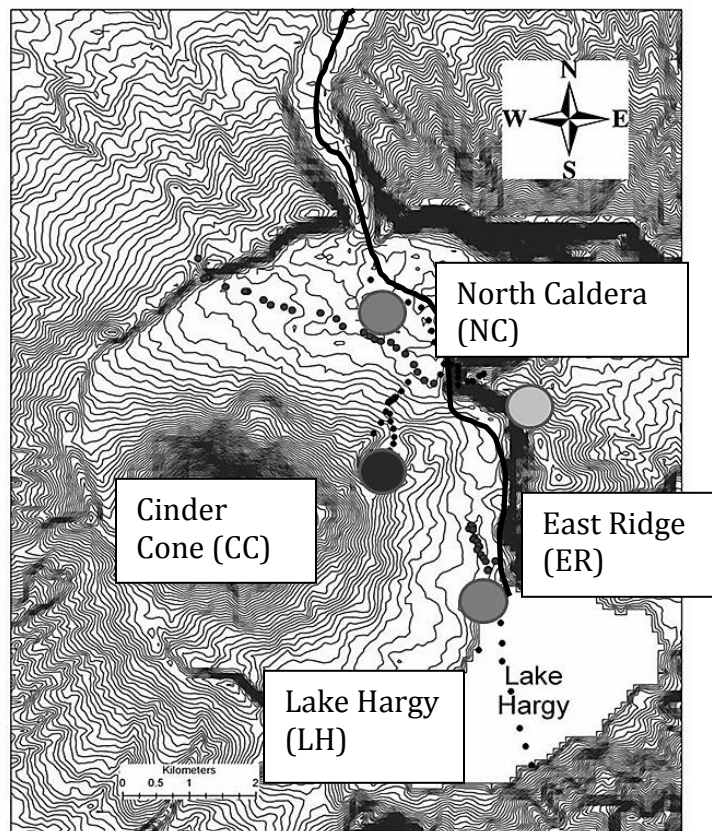 N
W E
S
North Caldera
(NC)
Cinder
Cone (CC)
East Ridge
(ER)
Lake Hargy
(LH)
Lake
Hargy
Kilometers
0 0.5 1 2